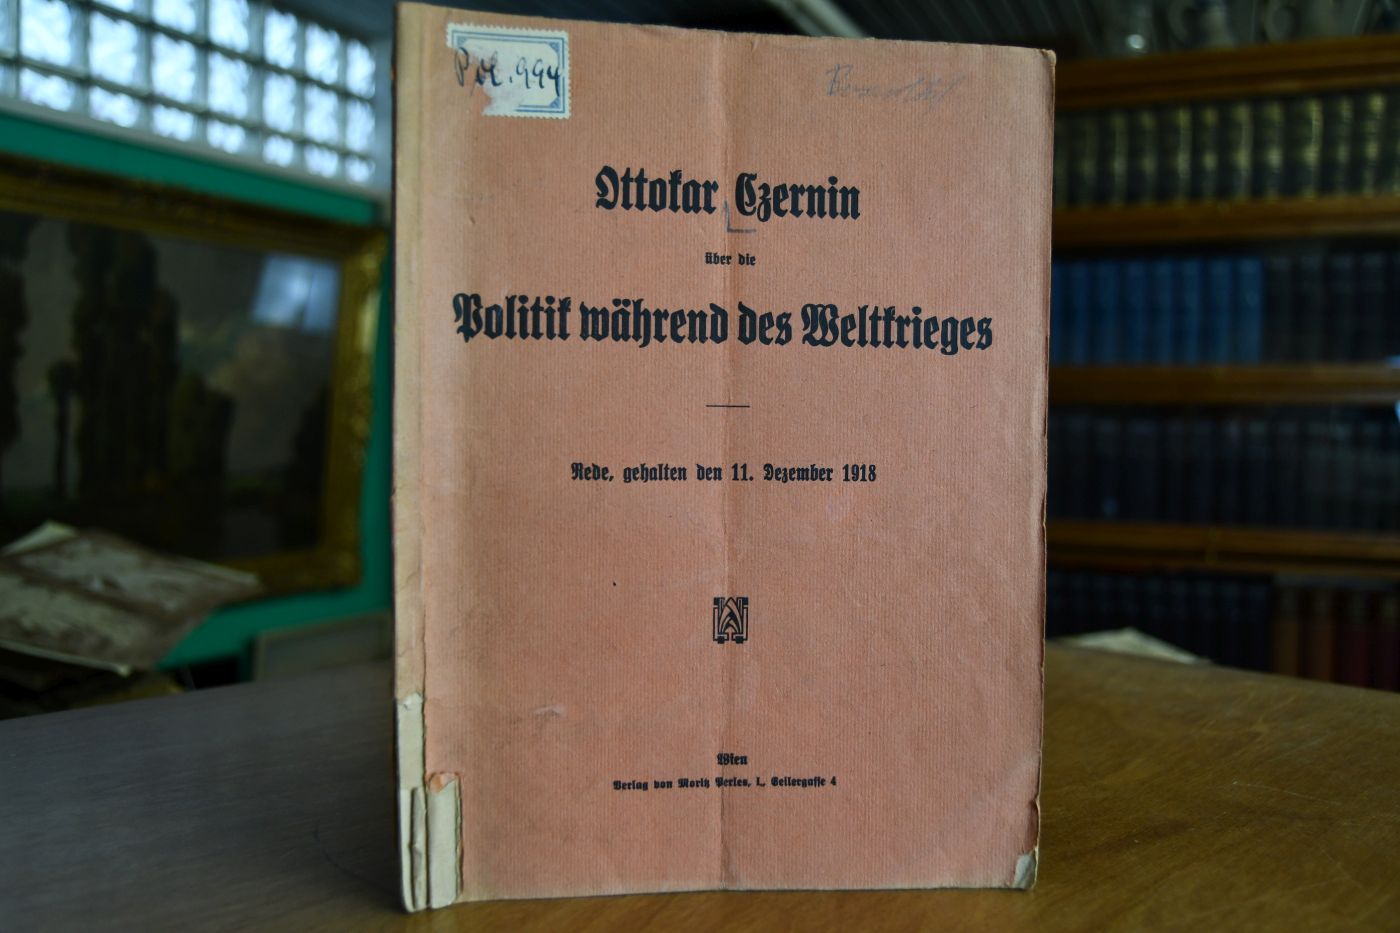 Pol. 994
Ottokar Czernin
über die
Politik während des Weltkrieges
Rede, gehalten den 11. Dezember 1918
Wien
Verlag von Moritz Perles, I., Seilergasse 4